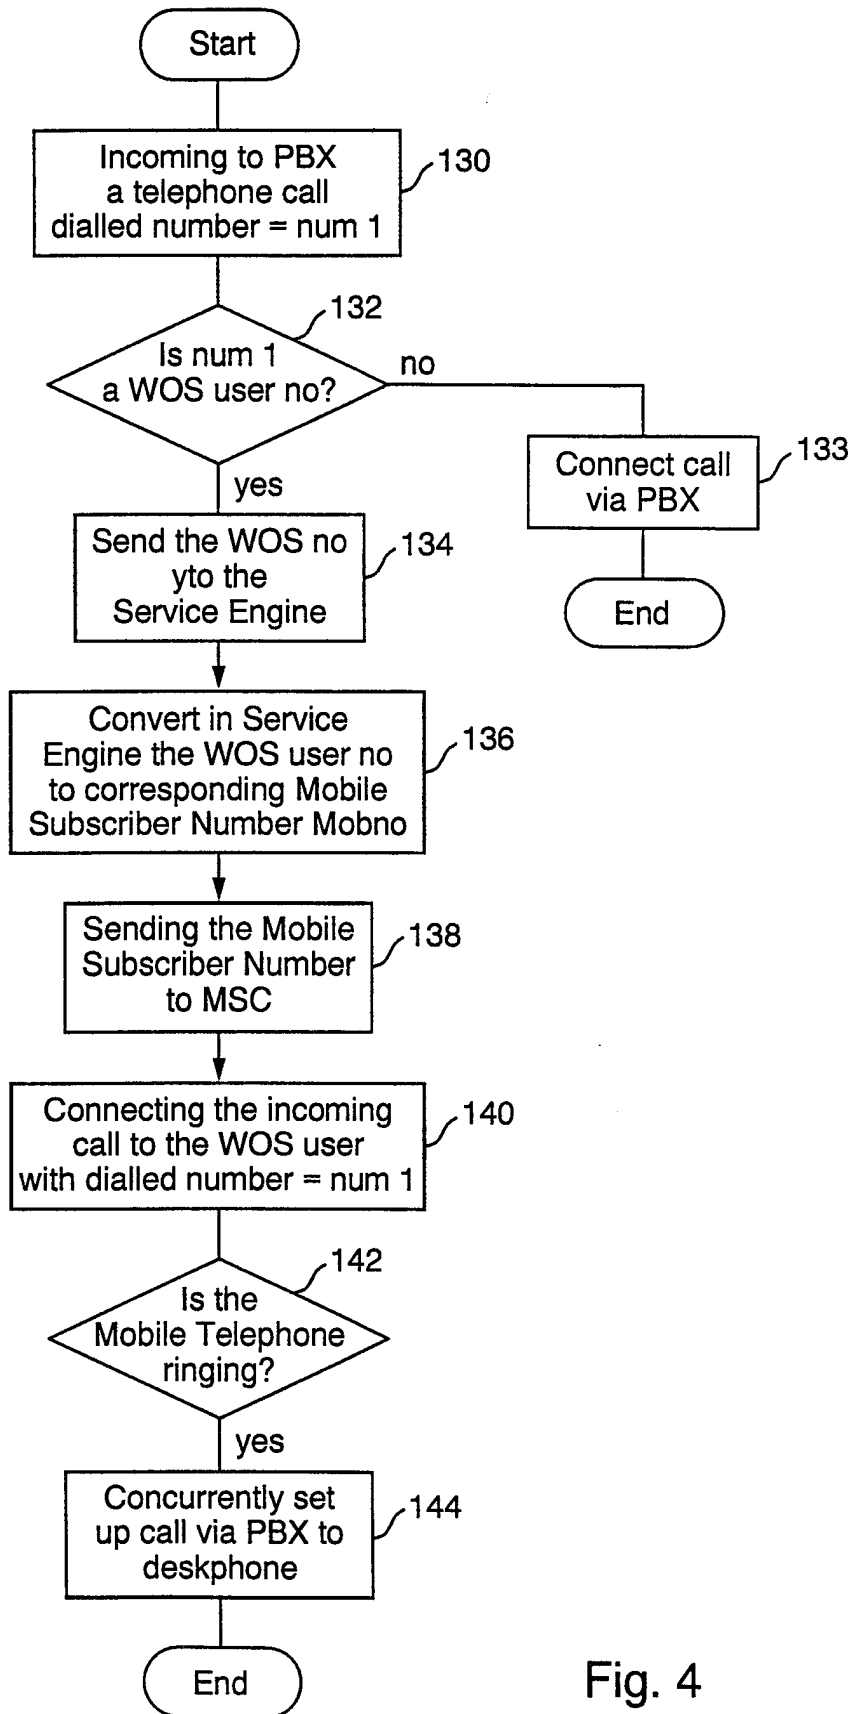 Start
Incoming to PBX
a telephone call
dialled number = num 1
130
132
Is num 1
a WOS user no?
no
yes
Connect call
via PBX
133
End
Send the WOS no
yto the
Service Engine
134
Convert in Service
Engine the WOS user no
to corresponding Mobile
Subscriber Number Mobno
136
Sending the Mobile
Subscriber Number
to MSC
138
Connecting the incoming
call to the WOS user
with dialled number = num 1
140
142
Is the
Mobile Telephone
ringing?
yes
Concurrently set
up call via PBX to
deskphone
144
End
Fig. 4